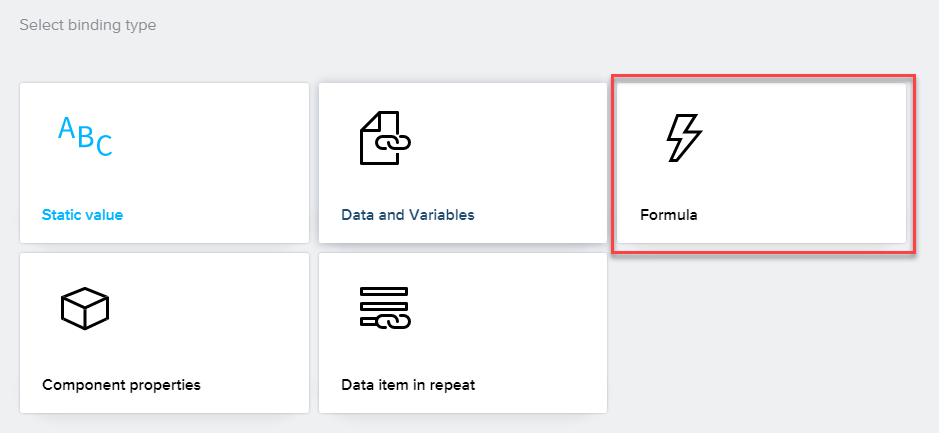 Select binding type
ABC
Static value
Data and Variables
Formula
Component properties
Data item in repeat